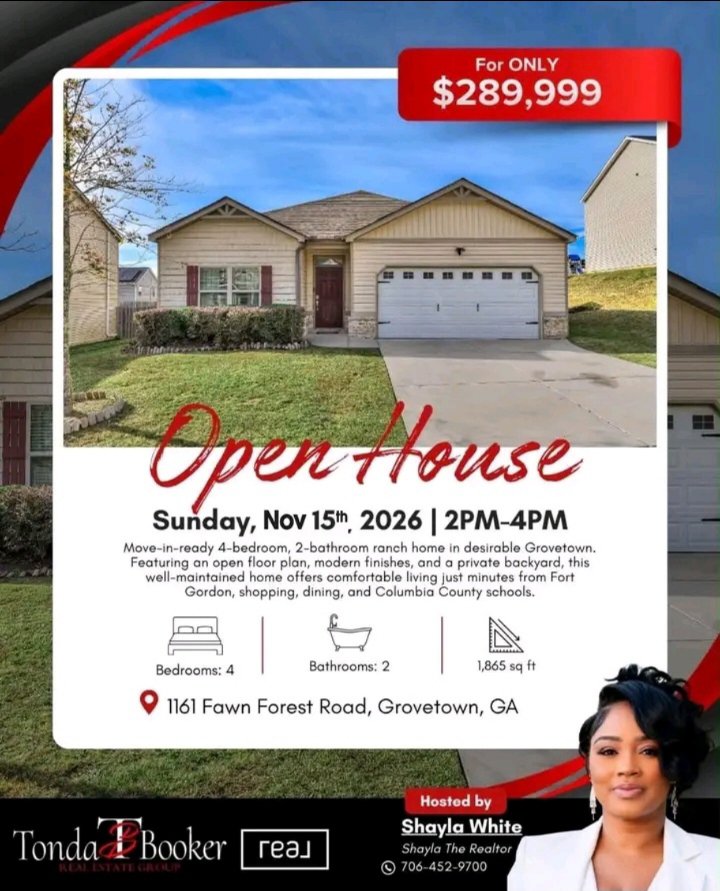 For ONLY
$289,999
Open House
Sunday, Nov 15th, 2026 | 2PM-4PM
Move-in-ready 4-bedroom, 2-bathroom ranch home in desirable Grovetown.
Featuring an open floor plan, modern finishes, and a private backyard, this
well-maintained home offers comfortable living just minutes from Fort
Gordon, shopping, dining, and Columbia County schools.
Bedrooms: 4
Bathrooms: 2
1,865 sq ft
1161 Fawn Forest Road, Grovetown, GA
Hosted by
Shayla White
Shayla The Realtor
706-452-9700
Tonda TB Booker
REAL ESTATE GROUP
real